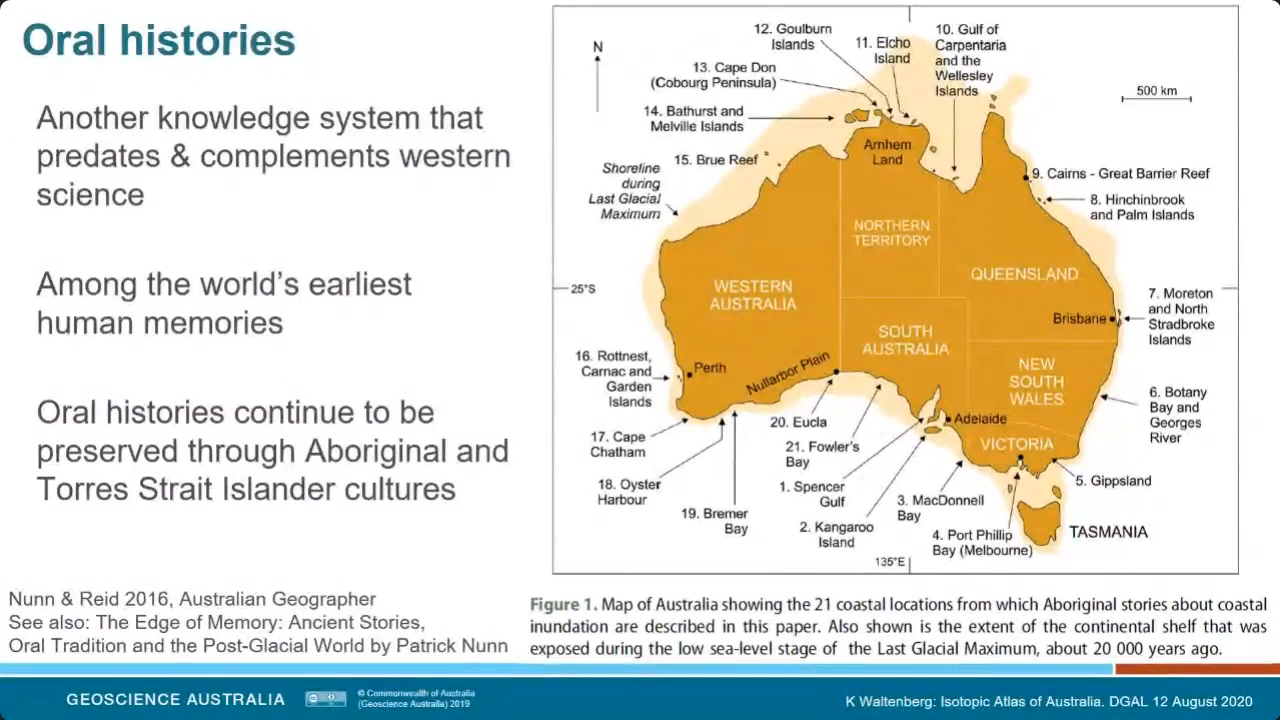 Oral histories
Another knowledge system that
predates & complements western
science
Among the world's earliest
human memories
Oral histories continue to be
preserved through Aboriginal and
Torres Strait Islander cultures
Nunn & Reid 2016, Australian Geographer
See also: The Edge of Memory: Ancient Stories,
Oral Tradition and the Post-Glacial World by Patrick Nunn
N
12. Goulburn
Islands
11. Elcho
Island
10. Gulf of
Carpentaria
and the
Wellesley
Islands
13. Cape Don
(Cobourg Peninsula)
14. Bathurst and
Melville Islands
500 km
15. Brue Reef
Arnhem
Land
Shoreline
during
Last Glacial
Maximum
9. Cairns - Great Barrier Reef
8. Hinchinbrook
and Palm Islands
NORTHERN
TERRITORY
QUEENSLAND
25°S
WESTERN
AUSTRALIA
7. Moreton
and North
Stradbroke
Islands
Brisbane
SOUTH
AUSTRALIA
16. Rottnest,
Carnac and
Garden
Islands
Perth
Nullarbor Plain
NEW
SOUTH
WALES
6. Botany
Bay and
Georges
River
20. Eucla
Adelaide
17. Cape
Chatham
21. Fowler's
Bay
VICTORIA
18. Oyster
Harbour
1. Spencer
Gulf
5. Gippsland
19. Bremer
Bay
2. Kangaroo
Island
3. MacDonnell
Bay
4. Port Phillip
Bay (Melbourne)
TASMANIA
135°E
Figure 1. Map of Australia showing the 21 coastal locations from which Aboriginal stories about coastal
inundation are described in this paper. Also shown is the extent of the continental shelf that was
exposed during the low sea-level stage of the Last Glacial Maximum, about 20 000 years ago.
GEOSCIENCE AUSTRALIA
© Commonwealth of Australia
(Geoscience Australia) 2019
K Waltenberg: Isotopic Atlas of Australia. DGAL 12 August 2020